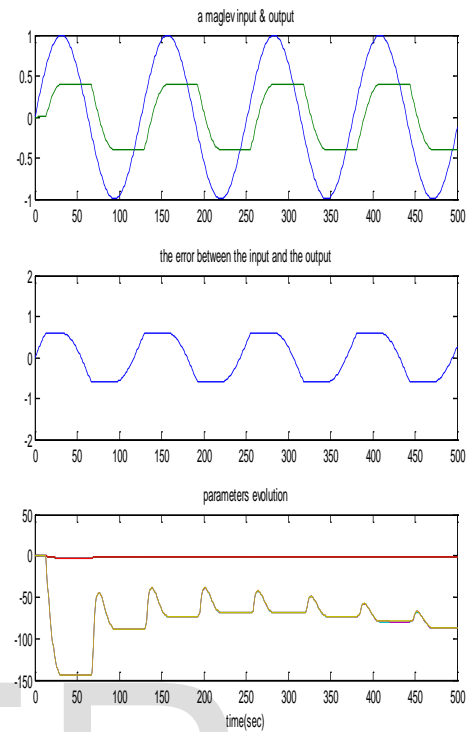 a maglev input & output
1
0.5
0
-0.5
-1
0 50 100 150 200 250 300 350 400 450 500
the error between the input and the output
2
1
0
-1
-2
0 50 100 150 200 250 300 350 400 450 500
parameters evolution
50
0
-50
-100
-150
0 50 100 150 200 250 300 350 400 450 500
time(sec)